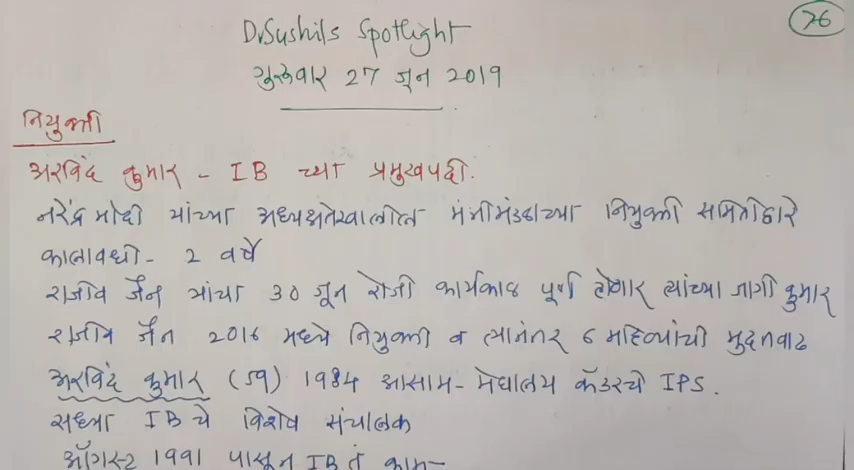 76
Dr Sushils Spotlight
गुरूवार 27 जून 2019
नियुक्ती
अरविंद कुमार - IB च्या प्रमुखपदी.
नरेंद्र मोदी यांच्या अध्यक्षतेखालील मंत्रीमंडळाच्या नियुक्ती समितीद्वारे
कालावधी - 2 वर्षे
राजीव जैन यांचा 30 जून रोजी कार्यकाळ पूर्ण होणार त्यांच्या जागी कुमार
राजीव जैन 2016 मध्ये नियुक्ती व त्यानंतर 6 महिन्यांची मुदतवाढ
अरविंद कुमार (59) 1984 आसाम - मेघालय कॅडरचे IPS.
सध्या IB चे विशेष संचालक
ऑगस्ट 1991 पासून IB त काम -